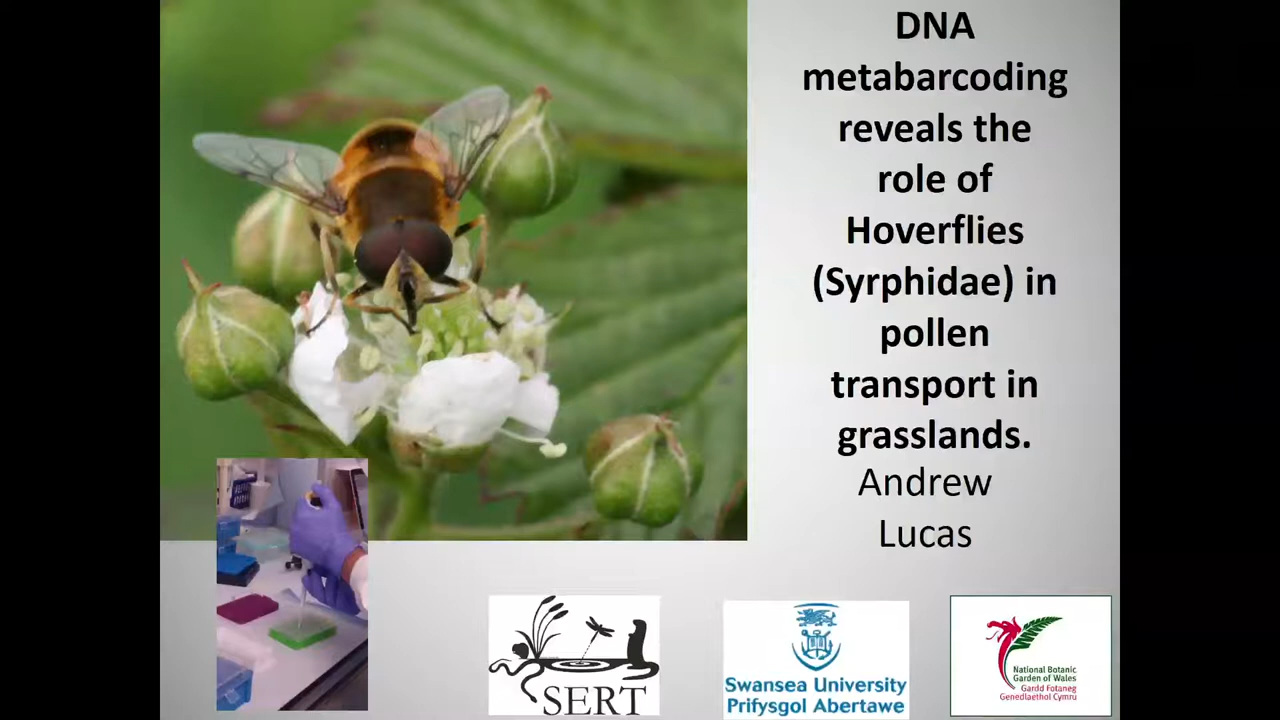 DNA
metabarcoding
reveals the
role of
Hoverflies
(Syrphidae) in
pollen
transport in
grasslands.
Andrew
Lucas
SERT
Swansea University
Prifysgol Abertawe
National Botanic
Garden of Wales
Gardd Fotaneg
Genedlaethol Cymru